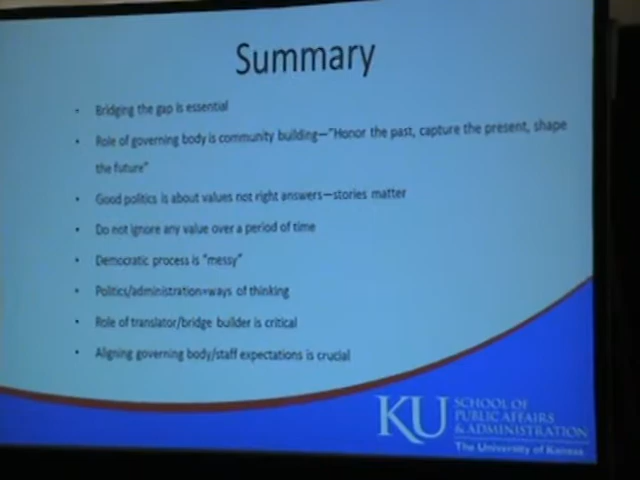 Summary
• Bridging the gap is essential
• Role of governing body is community building—"Honor the past, capture the present, shape
the future"
• Good politics is about values not right answers—stories matter
• Do not ignore any value over a period of time
• Democratic process is "messy"
• Politics/administration=ways of thinking
• Role of translator/bridge builder is critical
• Aligning governing body/staff expectations is crucial
KU
SCHOOL OF
PUBLIC AFFAIRS
& ADMINISTRATION
The University of Kansas